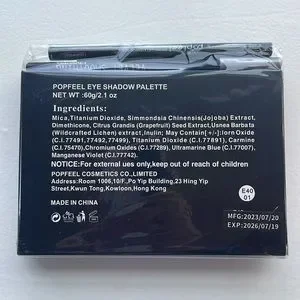 POPFEEL EYE SHADOW PALETTE
NET WT :60g/2.1 oz
Ingredients:
Mica,Titanium Dioxide, Simmondsia Chinensis(Jojoba) Extract,
Dimethicone, Citrus Grandis (Grapefruit) Seed Extract,Usnea Barbata
(Wildcrafted Lichen) extract,Inulin; May Contain[+/-]:lorn Oxide
(C.I.77491,77492,77499), Titanium Dioxide (C.I.77891), Carmine
(C.I.75470),Chromium Oxides (C.I.77289), Ultramarine Blue (C.I.77007),
Manganese Violet (C.I.77742).
NOTICE:For external use only,keep out of reach of children
POPFEEL COSMETICS CO.,LIMITED
Address:Room 1006,10/F.,Po Yip Building,23 Hing Yip
Street,Kwun Tong,Kowloon,Hong Kong
MADE IN CHINA
E40
01
MFG:2023/07/20
EXP:2026/07/19